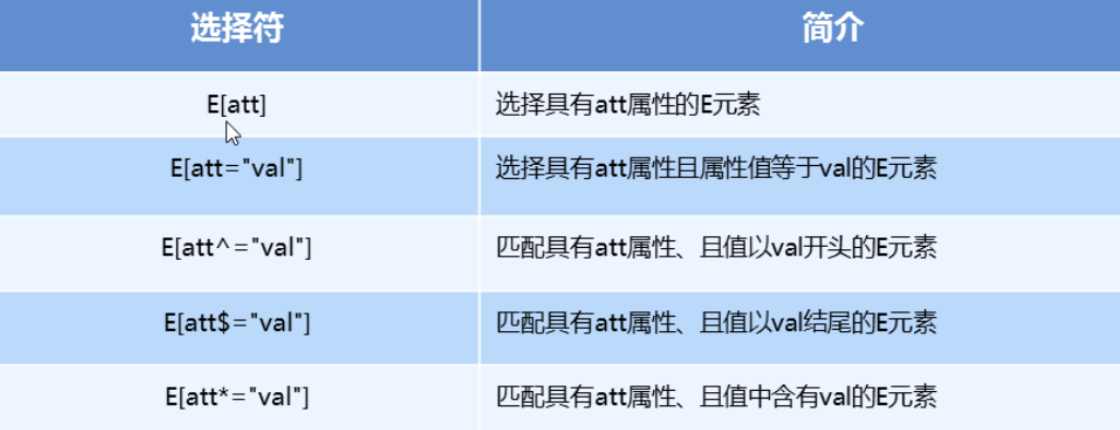 选择符 简介
E[att] 选择具有att属性的E元素
E[att="val"] 选择具有att属性且属性值等于val的E元素
E[att^="val"] 匹配具有att属性、且值以val开头的E元素
E[att$="val"] 匹配具有att属性、且值以val结尾的E元素
E[att*="val"] 匹配具有att属性、且值中含有val的E元素